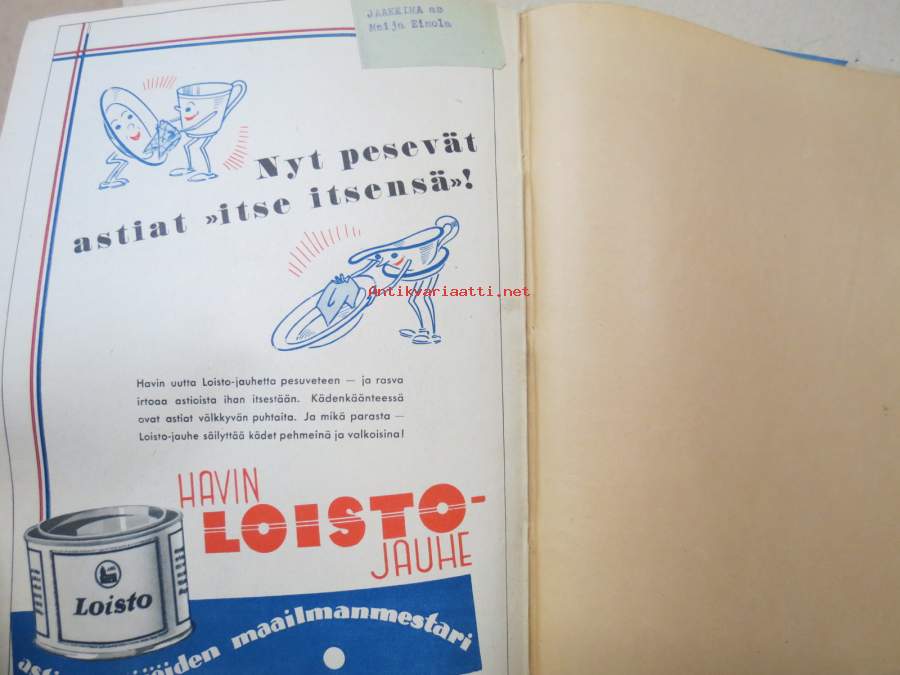 JAAKKIMA as
Maija Eimola
Nyt pesevät
astiat »itse itsensä»!
Antikvariaatti.net
Havin uutta Loisto-jauhetta pesuveteen — ja rasva
irtoaa astioista ihan itsestään. Kädenkäänteessä
ovat astiat välkkyvän puhtaita. Ja mikä parasta —
Loisto-jauhe säilyttää kädet pehmeinä ja valkoisina!
HAVIN
LOISTO-
JAUHE
Loisto
maailmanmestari